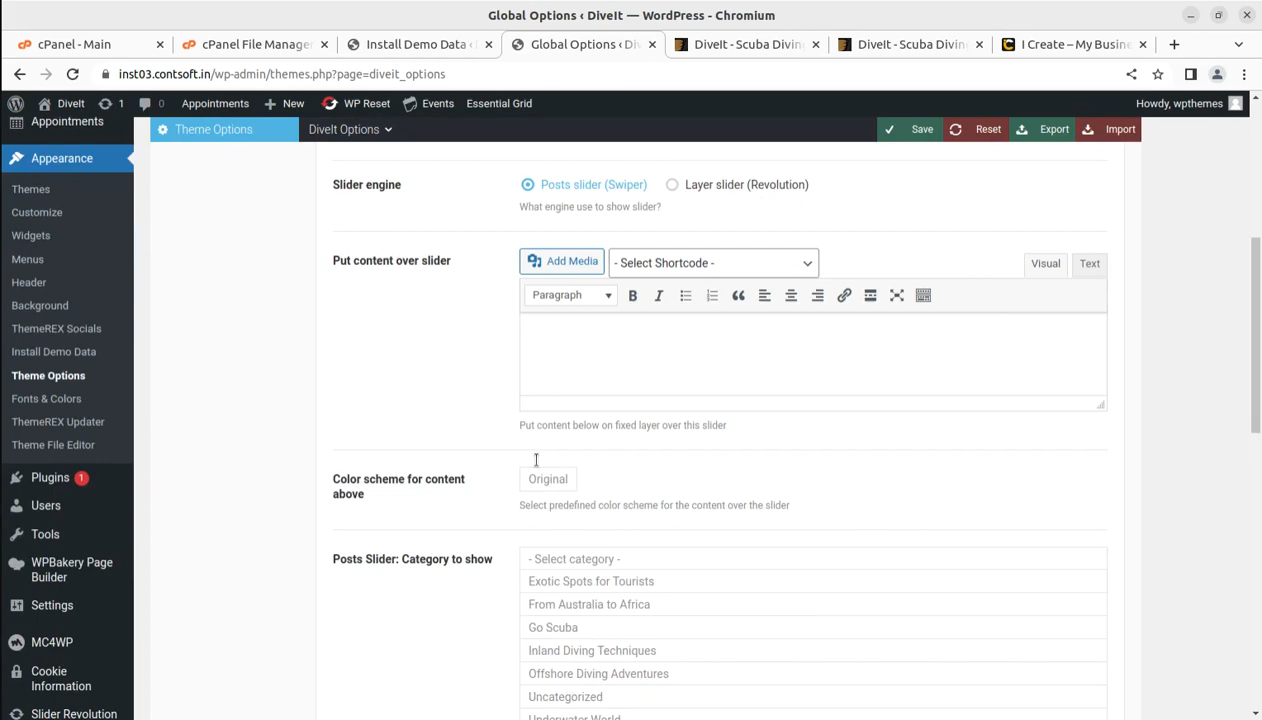 Global Options ‹ DiveIt — WordPress - Chromium
cPanel - Main
cPanel File Manage
Install Demo Data ‹
Global Options ‹ Di
DiveIt - Scuba Divin
DiveIt - Scuba Divin
I Create – My Busin
inst03.contsoft.in/wp-admin/themes.php?page=diveit_options
DiveIt
1
0
Appointments
New
WP Reset
Events
Essential Grid
Howdy, wpthemes
Appointments
Appearance
Themes
Customize
Widgets
Menus
Header
Background
ThemeREX Socials
Install Demo Data
Theme Options
Fonts & Colors
ThemeREX Updater
Theme File Editor
Plugins 1
Users
Tools
WPBakery Page
Builder
Settings
MC4WP
Cookie
Information
Slider Revolution
Theme Options
DiveIt Options
Save
Reset
Export
Import
Slider engine
Posts slider (Swiper)
Layer slider (Revolution)
What engine use to show slider?
Put content over slider
Add Media
- Select Shortcode -
Visual
Text
Paragraph
Put content below on fixed layer over this slider
Color scheme for content
above
Original
Select predefined color scheme for the content over the slider
Posts Slider: Category to show
- Select category -
Exotic Spots for Tourists
From Australia to Africa
Go Scuba
Inland Diving Techniques
Offshore Diving Adventures
Uncategorized
Underwater World